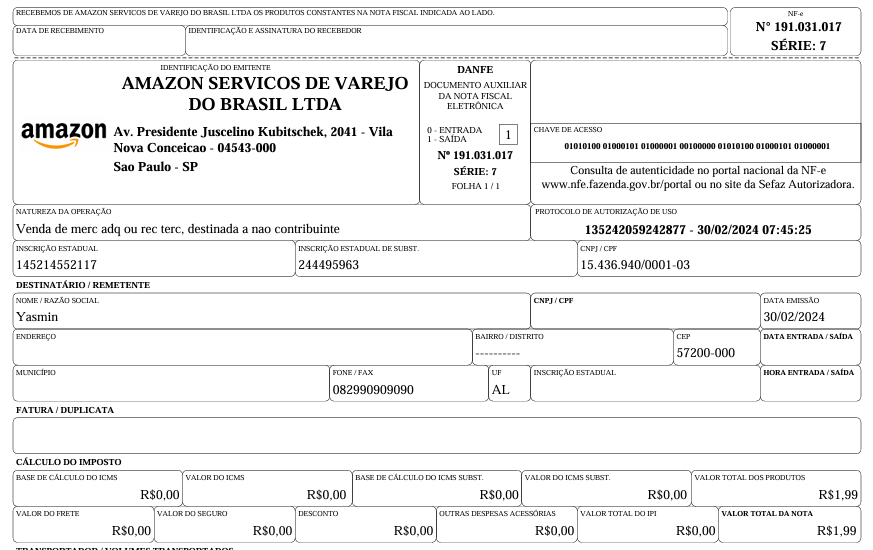 RECEBEMOS DE AMAZON SERVICOS DE VAREJO DO BRASIL LTDA OS PRODUTOS CONSTANTES NA NOTA FISCAL INDICADA AO LADO.
NF-e
N° 191.031.017
SÉRIE: 7
DATA DE RECEBIMENTO
IDENTIFICAÇÃO E ASSINATURA DO RECEBEDOR
IDENTIFICAÇÃO DO EMITENTE
AMAZON SERVICOS DE VAREJO
DO BRASIL LTDA
amazon
Av. Presidente Juscelino Kubitschek, 2041 - Vila
Nova Conceicao - 04543-000
Sao Paulo - SP
DANFE
DOCUMENTO AUXILIAR
DA NOTA FISCAL
ELETRÔNICA
0 - ENTRADA
1 - SAÍDA
1
Nº 191.031.017
SÉRIE: 7
FOLHA 1 / 1
CHAVE DE ACESSO
01010100 01000101 01000001 00100000 01010100 01000101 01000001
Consulta de autenticidade no portal nacional da NF-e
www.nfe.fazenda.gov.br/portal ou no site da Sefaz Autorizadora.
NATUREZA DA OPERAÇÃO
Venda de merc adq ou rec terc, destinada a nao contribuinte
PROTOCOLO DE AUTORIZAÇÃO DE USO
135242059242877 - 30/02/2024 07:45:25
INSCRIÇÃO ESTADUAL
145214552117
INSCRIÇÃO ESTADUAL DE SUBST.
244495963
CNPJ / CPF
15.436.940/0001-03
DESTINATÁRIO / REMETENTE
NOME / RAZÃO SOCIAL
Yasmin
CNPJ / CPF
DATA EMISSÃO
30/02/2024
ENDEREÇO
BAIRRO / DISTRITO
----------
CEP
57200-000
DATA ENTRADA / SAÍDA
MUNICÍPIO
FONE / FAX
082990909090
UF
AL
INSCRIÇÃO ESTADUAL
HORA ENTRADA / SAÍDA
FATURA / DUPLICATA
CÁLCULO DO IMPOSTO
BASE DE CÁLCULO DO ICMS
R$0,00
VALOR DO ICMS
R$0,00
BASE DE CÁLCULO DO ICMS SUBST.
R$0,00
VALOR DO ICMS SUBST.
R$0,00
VALOR TOTAL DOS PRODUTOS
R$1,99
VALOR DO FRETE
R$0,00
VALOR DO SEGURO
R$0,00
DESCONTO
R$0,00
OUTRAS DESPESAS ACESSÓRIAS
R$0,00
VALOR TOTAL DO IPI
R$0,00
VALOR TOTAL DA NOTA
R$1,99
TRANSPORTADOR / VOLUMES TRANSPORTADOS